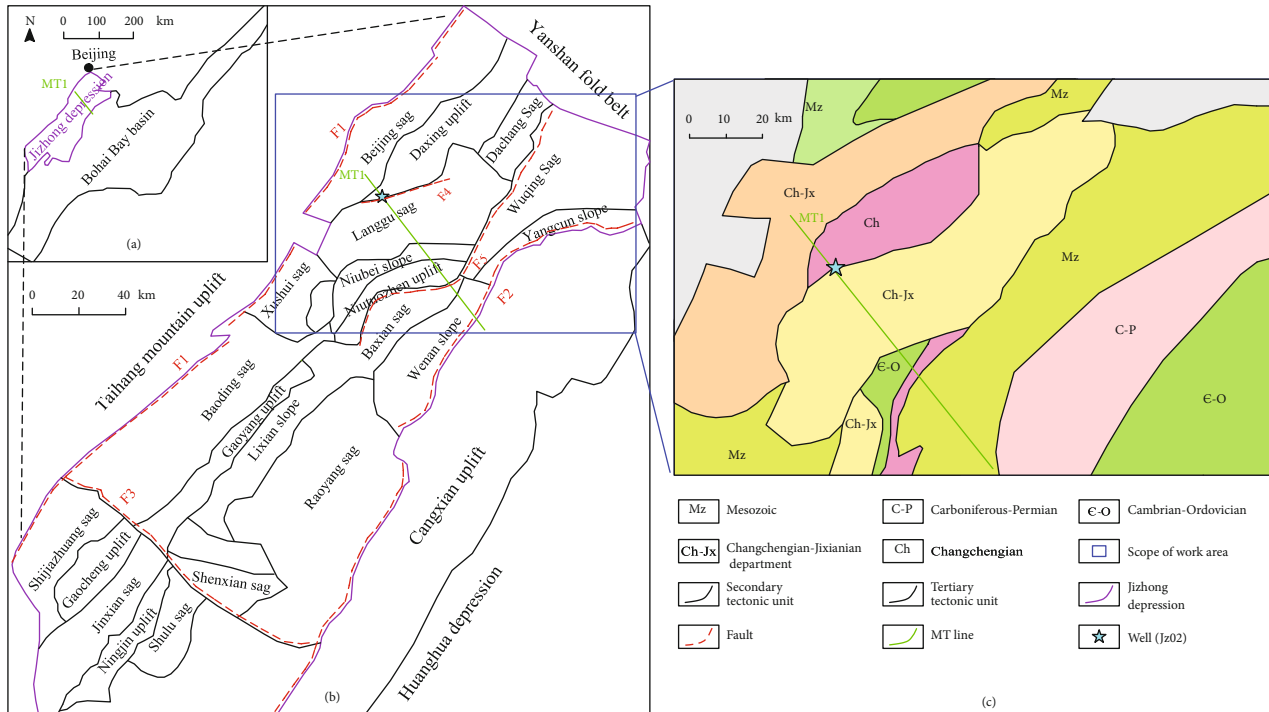 N
0 100 200 km
Beijing
MT1
Jizhong depression
Bohai Bay basin
(a)
0 20 40 km
Yanshan fold belt
F1
Beijing sag
Daxing uplift
Dachang Sag
MT1
F4
Wuqing Sag
Langgu sag
Yangcun slope
Niubei slope
F5
Xushui sag
Niutuozhen uplift
F2
Baxian sag
Wenan slope
Taihang mountain uplift
F1
Baoding sag
Gaoyang uplift
Lixian slope
Raoyang sag
Cangxian uplift
F3
Shijiazhuang sag
Gaocheng uplift
Shenxian sag
Jinxian sag
Ningjin uplift
Shulu sag
Huanghua depression
(b)
0 10 20
km
Mz
Mz
Ch-Jx
MT1
Ch
Mz
Ch-Jx
C-P
Є-O
Є-O
Ch-Jx
Mz
Mz Mesozoic
C-P Carboniferous-Permian
Є-O Cambrian-Ordovician
Ch-Jx Changchengian-Jixianian
department
Ch Changchengian
Scope of work area
Secondary
tectonic unit
Tertiary
tectonic unit
Jizhong
depression
Fault
MT line
Well (Jz02)
(c)